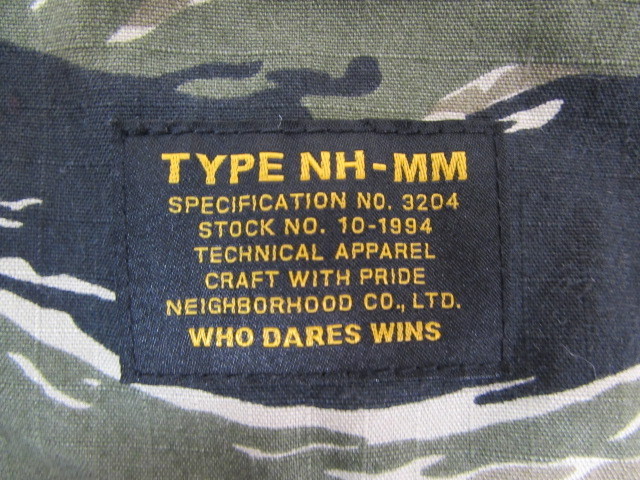 TYPE NH-MM
SPECIFICATION NO. 3204
STOCK NO. 10-1994
TECHNICAL APPAREL
CRAFT WITH PRIDE
NEIGHBORHOOD CO., LTD.
WHO DARES WINS